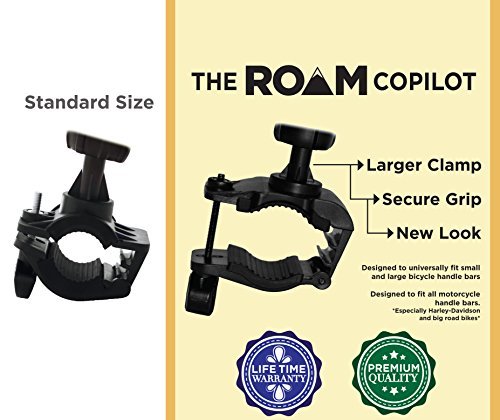 Standard Size
THE ROAM COPILOT
Larger Clamp
Secure Grip
New Look
Designed to universally fit small
and large bicycle handle bars
Designed to fit all motorcycle
handle bars.
*Especially Harley-Davidson
and big road bikes*
LIFE TIME
WARRANTY
PREMIUM
QUALITY